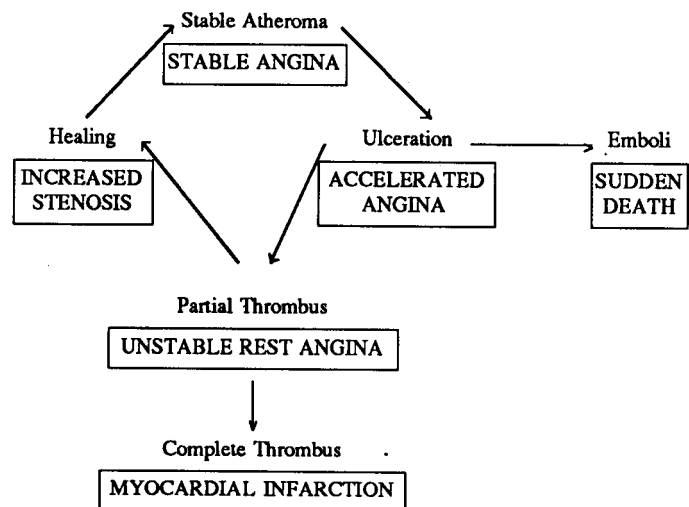 Stable Atheroma
STABLE ANGINA
Healing
INCREASED
STENOSIS
Ulceration
ACCELERATED
ANGINA
Emboli
SUDDEN
DEATH
Partial Thrombus
UNSTABLE REST ANGINA
Complete Thrombus
MYOCARDIAL INFARCTION